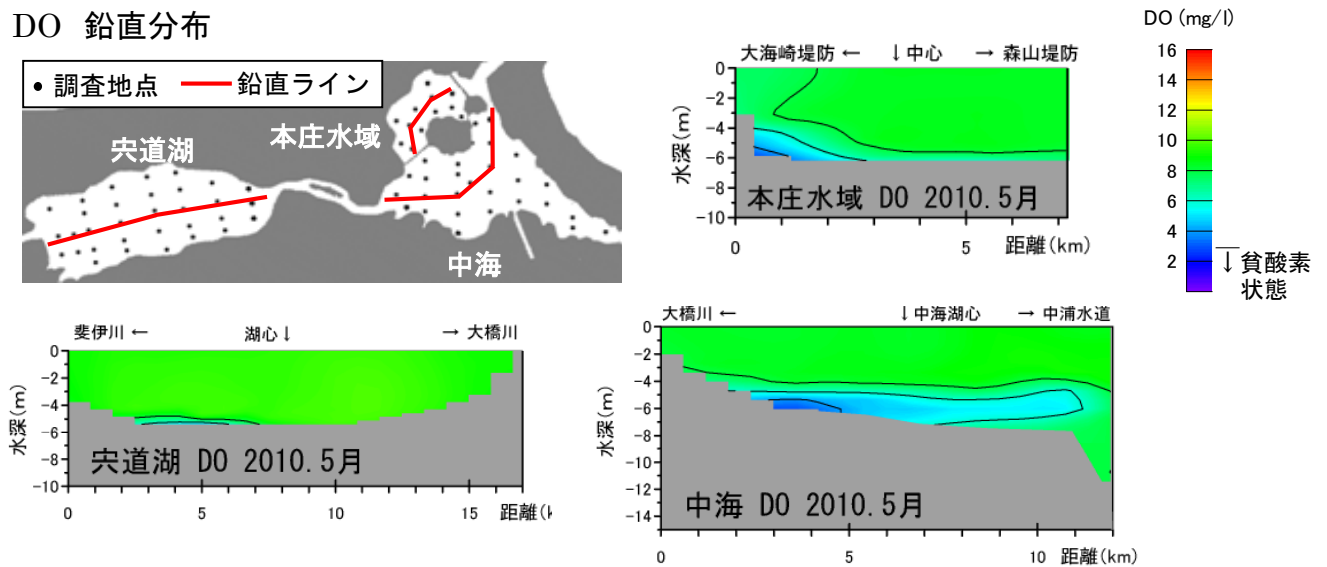 DO 鉛直分布
• 調査地点 ━ 鉛直ライン
本庄水域
宍道湖
中海
大海崎堤防 ← ↓中心 → 森山堤防
0
-2
-4
-6
-8
-10
水深(m)
本庄水域 DO 2010.5月
0 5 距離(km)
DO (mg/l)
16
14
12
10
8
6
4
2
↓貧酸素
状態
斐伊川 ← 湖心↓ → 大橋川
0
-2
-4
-6
-8
-10
水深(m)
宍道湖 DO 2010.5月
0 5 10 15 距離(k
大橋川 ← ↓中海湖心 → 中浦水道
0
-2
-4
-6
-8
-10
-12
-14
水深(m)
中海 DO 2010.5月
0 5 10 距離(km)